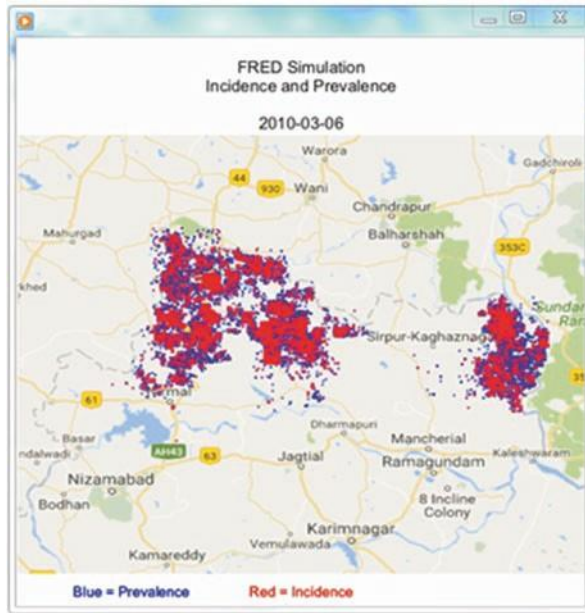 FRED Simulation
Incidence and Prevalence
2010-03-06
Warora
Gadchiroli
44
930
Wani
Chandrapur
Mahurgad
Balharshah
353C
Sirpur-Kaghaznag
61
Dharmapuri
Basar
AH43
63
Jagtial
Mancherial
Kaleshwaram
Ramagundam
Nizamabad
8 Incline
Colony
Bodhan
Karimnagar
Vemulawada
Kamareddy
Blue = Prevalence
Red = Incidence